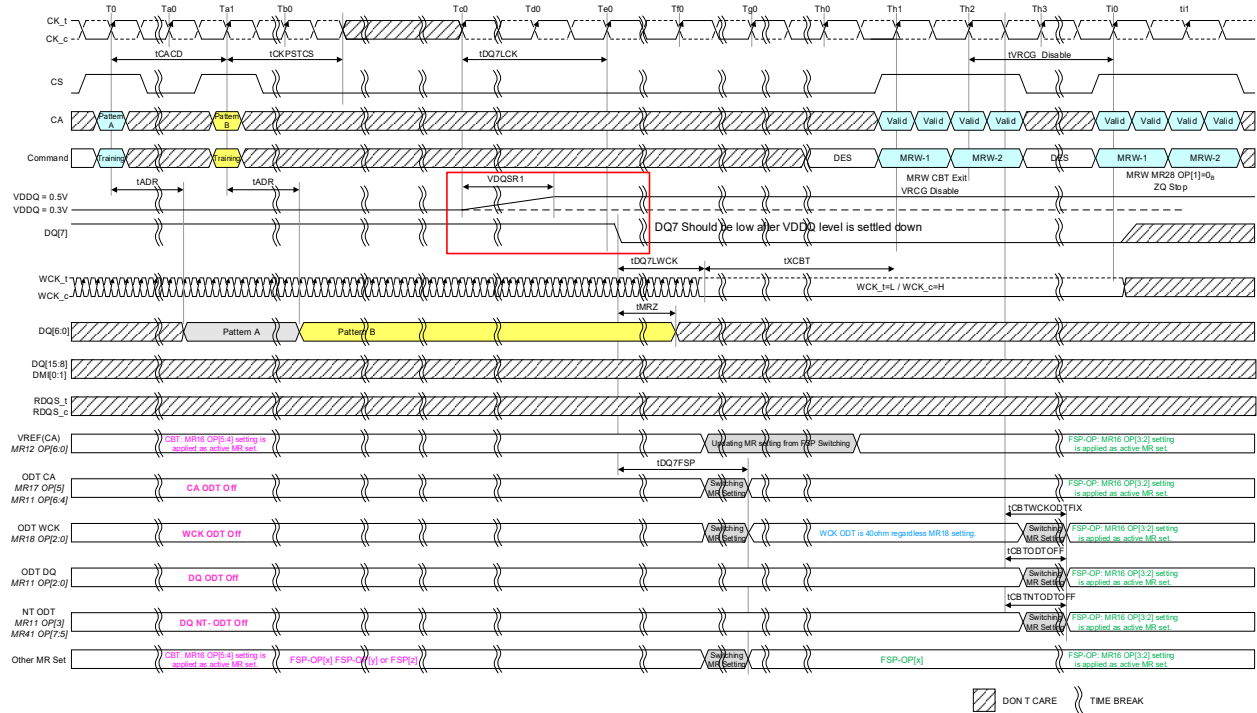 T0 Ta0 Ta1 Tb0 Tc0 Td0 Te0 Tf0 Tg0 Th0 Th1 Th2 Th3 Ti0 ti1
CK_t
CK_c
tCACD tCKPSTCS tDQ7LCK tVRCG_Disable
CS
CA Pattern A Pattern B Valid Valid Valid Valid Valid Valid Valid Valid
Command Training Training DES MRW-1 MRW-2 DES MRW-1 MRW-2
tADR tADR VDQSR1 MRW CBT Exit MRW MR28 OP[1]=0B
VRCG Disable ZQ Stop
VDDQ = 0.5V
VDDQ = 0.3V
DQ[7] DQ7 Should be low after VDDQ level is settled down
tDQ7LWCK tXCBT
WCK_t
WCK_c WCK_t=L / WCK_c=H
tMRZ
DQ[6:0] Pattern A Pattern B
DQ[15:8]
DMI[0:1]
RDQS_t
RDQS_c
VREF(CA) CBT: MR16 OP[5:4] setting is Updating MR setting from FSP Switching FSP-OP: MR16 OP[3:2] setting
MR12 OP[6:0] applied as active MR set. is applied as active MR set.
tDQ7FSP
ODT CA Switching FSP-OP: MR16 OP[3:2] setting
MR17 OP[5] CA ODT Off MR Setting is applied as active MR set.
MR11 OP[6:4]
tCBTWCKODTFIX
ODT WCK Switching Switching FSP-OP: MR16 OP[3:2] setting
MR18 OP[2:0] WCK ODT Off MR Setting WCK ODT is 40ohm regardless MR18 setting. MR Setting is applied as active MR set.
tCBTODTOFF
ODT DQ Switching FSP-OP: MR16 OP[3:2] setting
MR11 OP[2:0] DQ ODT Off MR Setting is applied as active MR set.
tCBTNTODTOFF
NT ODT Switching FSP-OP: MR16 OP[3:2] setting
MR11 OP[3] DQ NT- ODT Off MR Setting is applied as active MR set.
MR41 OP[7:5]
Other MR Set CBT: MR16 OP[5:4] setting is FSP-OP[x] FSP-OP[y] or FSP[z] Switching FSP-OP[x] FSP-OP: MR16 OP[3:2] setting
applied as active MR set. MR Setting is applied as active MR set.
DON T CARE TIME BREAK